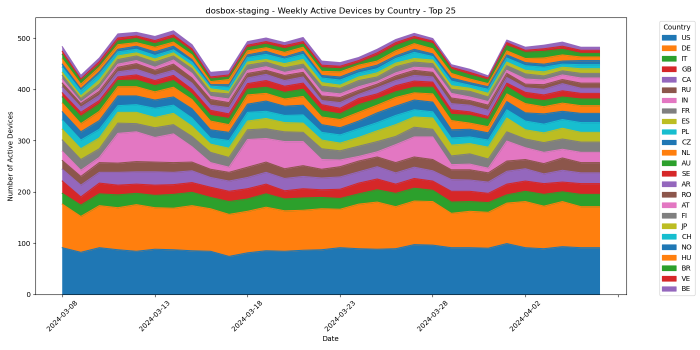 dosbox-staging - Weekly Active Devices by Country - Top 25
Number of Active Devices
500
400
300
200
100
0
2024-03-08
2024-03-13
2024-03-18
2024-03-23
2024-03-28
2024-04-02
Date
Country
US
DE
IT
GB
CA
RU
IN
FR
ES
PL
CZ
NL
AU
SE
AR
RO
AT
FI
JP
CH
NO
HU
BR
VE
BE